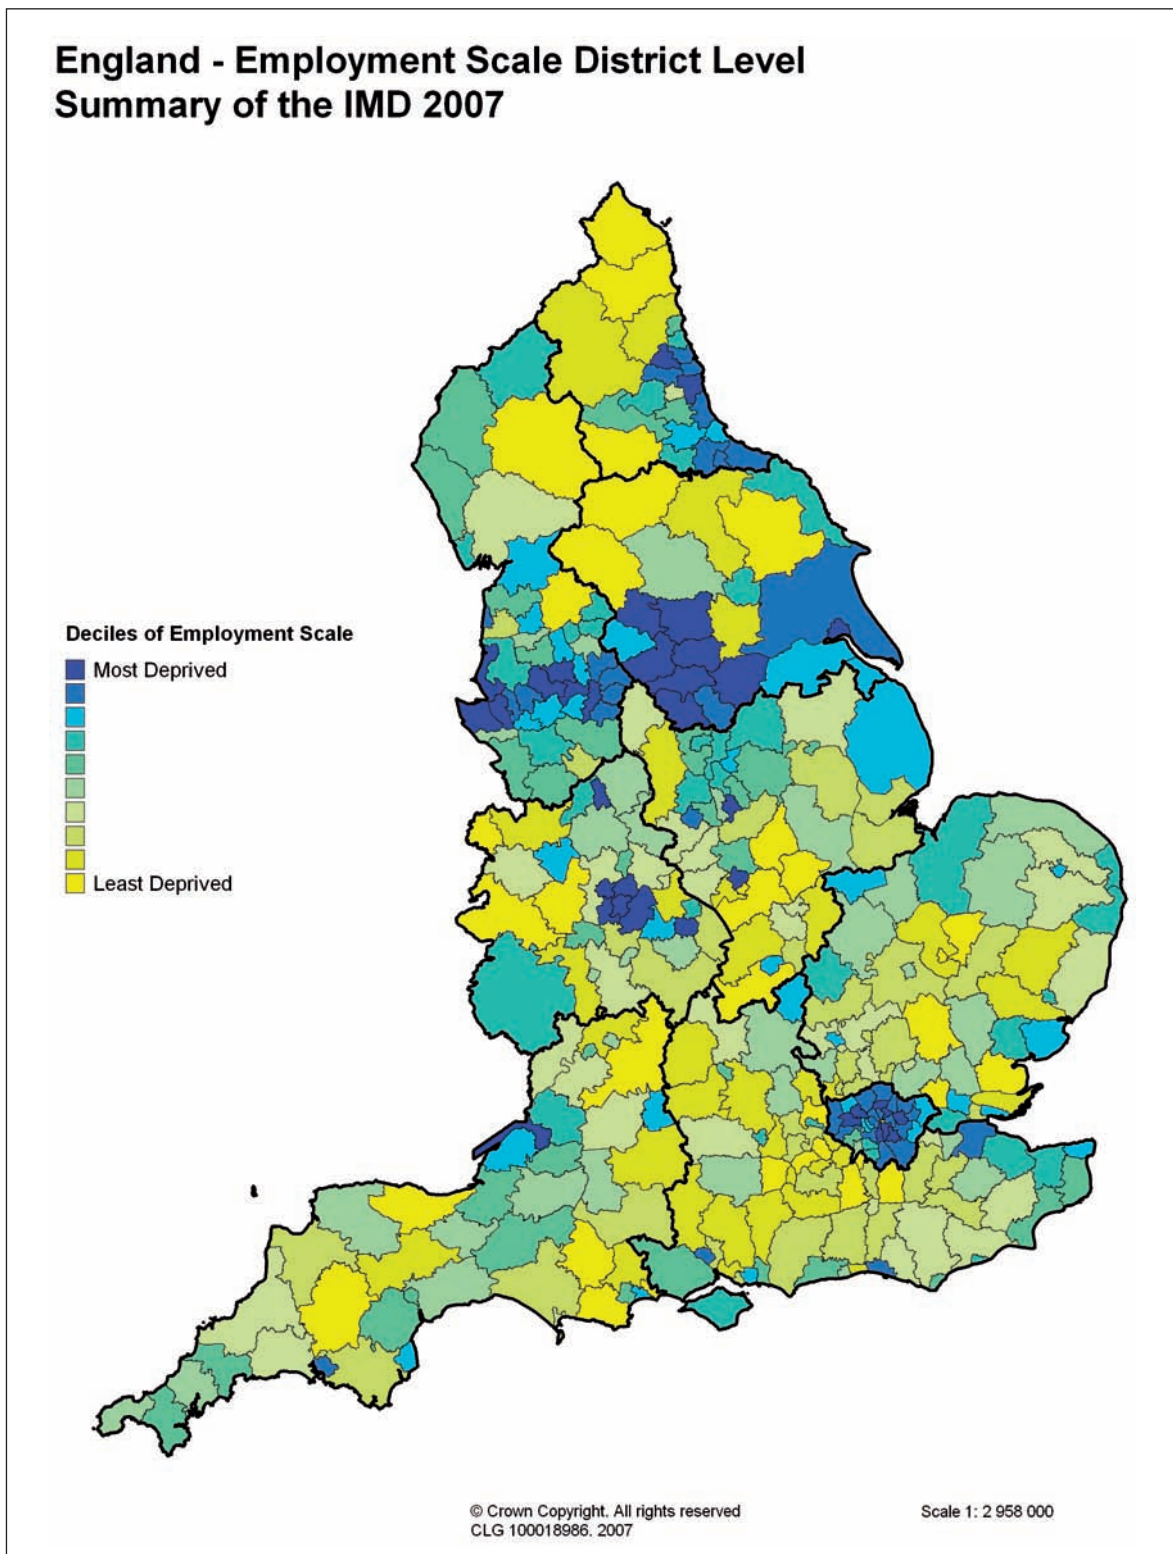 England - Employment Scale District Level
Summary of the IMD 2007
Deciles of Employment Scale
Most Deprived
Least Deprived
© Crown Copyright. All rights reserved
CLG 100018986. 2007
Scale 1: 2 958 000